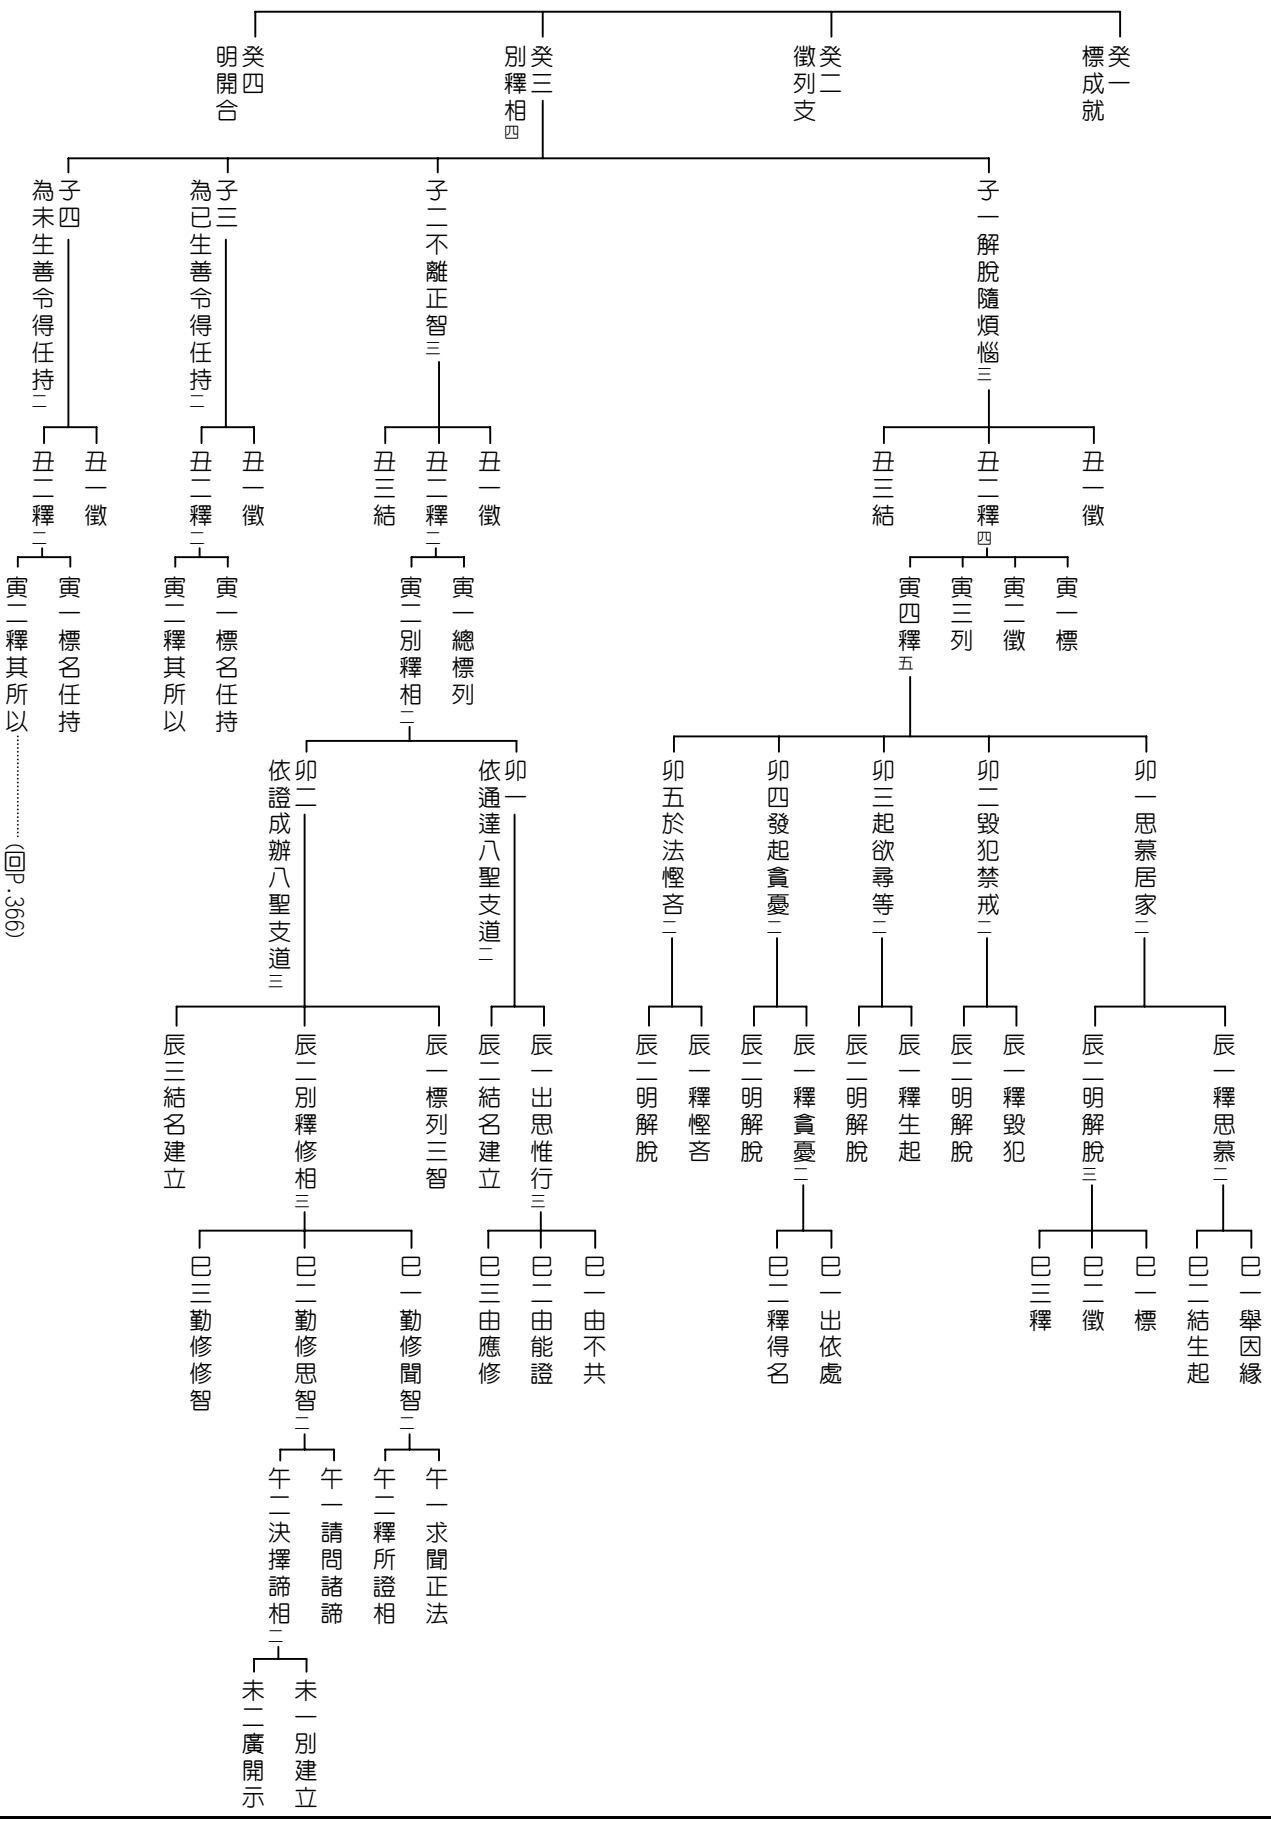 癸一
標成就
癸二
徵列支
癸三
別釋相四
癸四
明開合
子一解脫隨煩惱三
子二不離正智三
子三
為已生善令得任持二
子四
為未生善令得任持二
丑一徵
丑二釋四
丑三結
丑一徵
丑二釋二
丑三結
丑一徵
丑二釋二
丑一徵
丑二釋二
寅一標
寅二徵
寅三列
寅四釋五
寅一總標列
寅二別釋相二
寅一標名任持
寅二釋其所以
寅一標名任持
寅二釋其所以 (回P.366)
卯一思慕居家二
卯二毀犯禁戒二
卯三起欲尋等二
卯四發起貪憂二
卯五於法慳吝二
卯一
依通達八聖支道二
卯二
依證成辦八聖支道三
辰一釋思慕二
辰二明解脫三
辰一釋毀犯
辰二明解脫
辰一釋生起
辰二明解脫
辰一釋貪憂二
辰二明解脫
辰一釋慳吝
辰二明解脫
辰一出思惟行三
辰二結名建立
辰一標列三智
辰二別釋修相三
辰三結名建立
巳一舉因緣
巳二結生起
巳一標
巳二徵
巳三釋
巳一出依處
巳二釋得名
巳一由不共
巳二由能證
巳三由應修
巳一勤修聞智二
巳二勤修思智二
巳三勤修修智
午一求聞正法
午二釋所證相
午一請問諸諦
午二決擇諦相二
未一別建立
未二廣開示